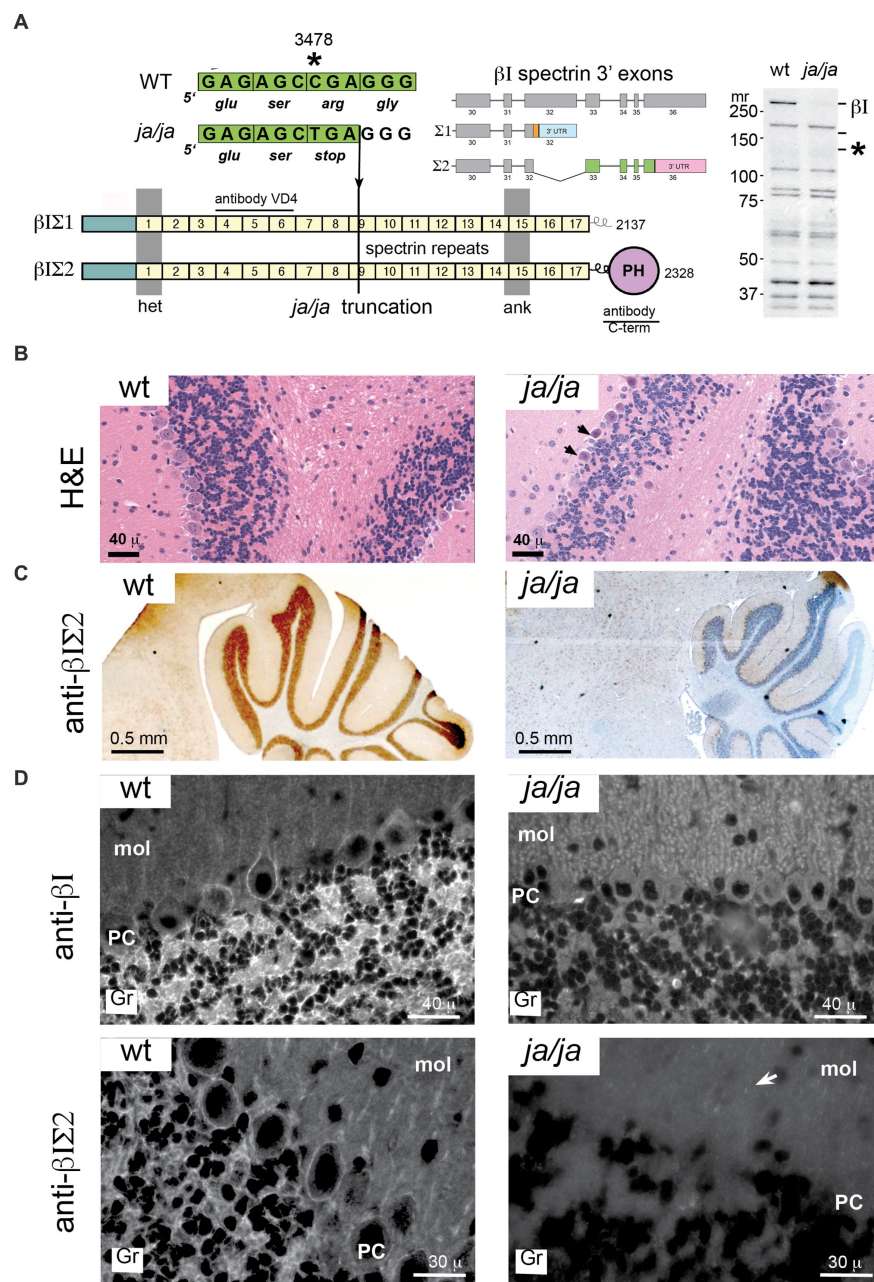 A
3478
*
WT
5‘ GAGAGCCGAGGG
glu ser arg gly
ja/ja
5‘ GAGAGCTGAGGG
glu ser stop
βI spectrin 3’ exons
30 31 32 33 34 35 36
Σ1
3' UTR
30 31 32
Σ2
3' UTR
30 31 32 33 34 35 36
wt ja/ja
mr
250
βI
150
*
100
75
50
37
antibody VD4
βIΣ1 1 2 3 4 5 6 7 8 9 10 11 12 13 14 15 16 17 2137
spectrin repeats
βIΣ2 1 2 3 4 5 6 7 8 9 10 11 12 13 14 15 16 17 PH 2328
het
ja/ja truncation
ank
antibody
C-term
B
H&E
wt
40 μ
ja/ja
40 μ
C
anti-βIΣ2
wt
0.5 mm
ja/ja
0.5 mm
D
anti-βI
wt
mol
PC
Gr
40 μ
ja/ja
mol
PC
Gr
40 μ
anti-βIΣ2
wt
mol
Gr
PC
30 μ
ja/ja
mol
PC
Gr
30 μ